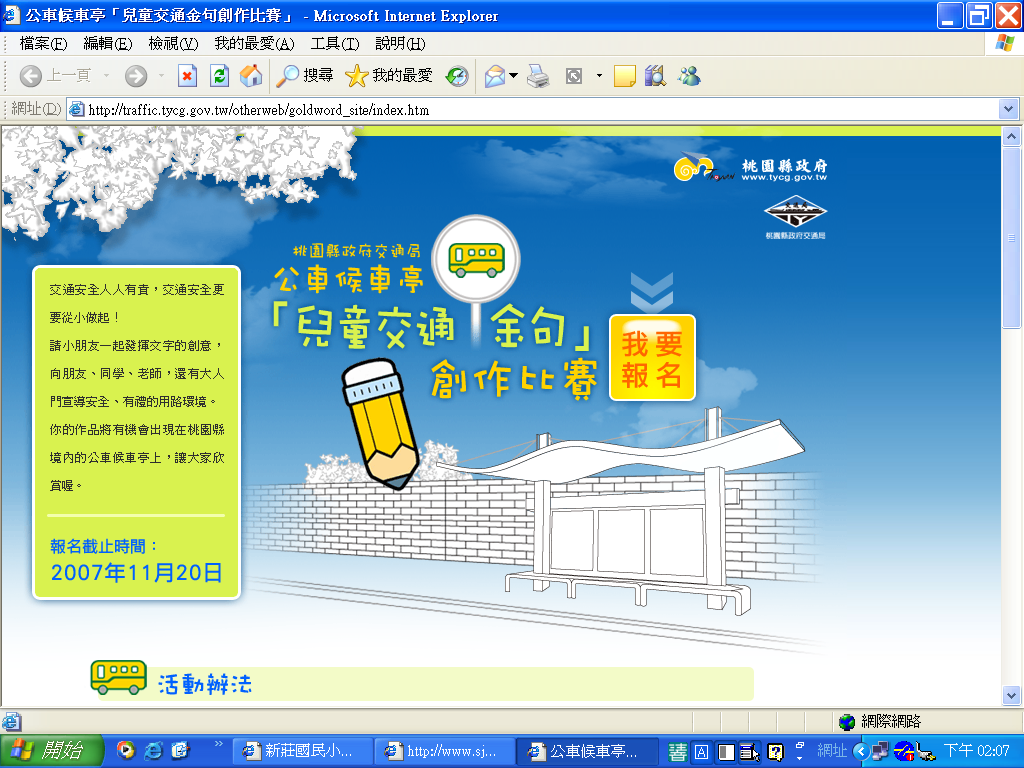 公車候車亭「兒童交通金句創作比賽」 - Microsoft Internet Explorer
檔案(F) 編輯(E) 檢視(V) 我的最愛(A) 工具(T) 說明(H)
上一頁 搜尋 我的最愛
網址(D) http://traffic.tycg.gov.tw/otherweb/goldword_site/index.htm
桃園縣政府
www.tycg.gov.tw
桃園縣政府交通局
桃園縣政府交通局
公車候車亭
「兒童交通金句」
創作比賽
我要
報名
交通安全人人有責，交通安全更
要從小做起！
請小朋友一起發揮文字的創意，
向朋友、同學、老師，還有大人
們宣導安全、有禮的用路環境。
你的作品將有機會出現在桃園縣
境內的公車候車亭上，讓大家欣
賞喔。
報名截止時間：
2007年11月20日
活動辦法
網際網路
開始 新莊國民小... http://www.sj... 公車候車亭... 網址 下午 02:07